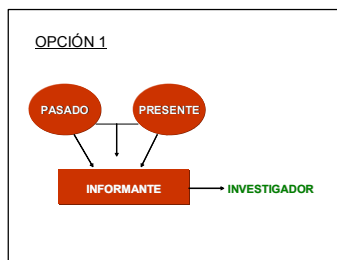 OPCIÓN 1
PASADO
PRESENTE
INFORMANTE
INVESTIGADOR